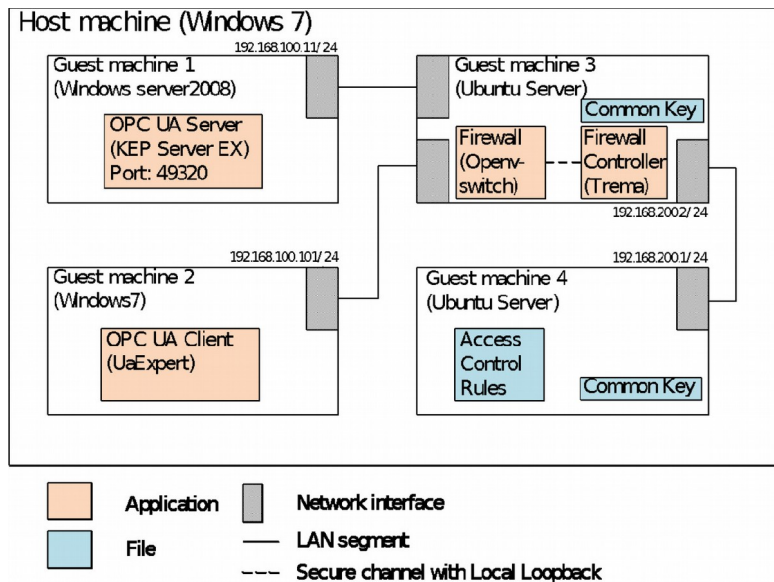 Host machine (Windows 7)
192.168.100.11/24
Guest machine 1
(Windows server2008)
OPC UA Server
(KEP Server EX)
Port: 49320
Guest machine 3
(Ubuntu Server)
Common Key
Firewall
(Openv-
switch)
Firewall
Controller
(Trema)
192.168.2002/24
192.168.100.101/24
Guest machine 2
(Windows7)
OPC UA Client
(UaExpert)
192.168.200.1/24
Guest machine 4
(Ubuntu Server)
Access
Control
Rules
Common Key
Application
Network interface
File
LAN segment
Secure channel with Local Loopback